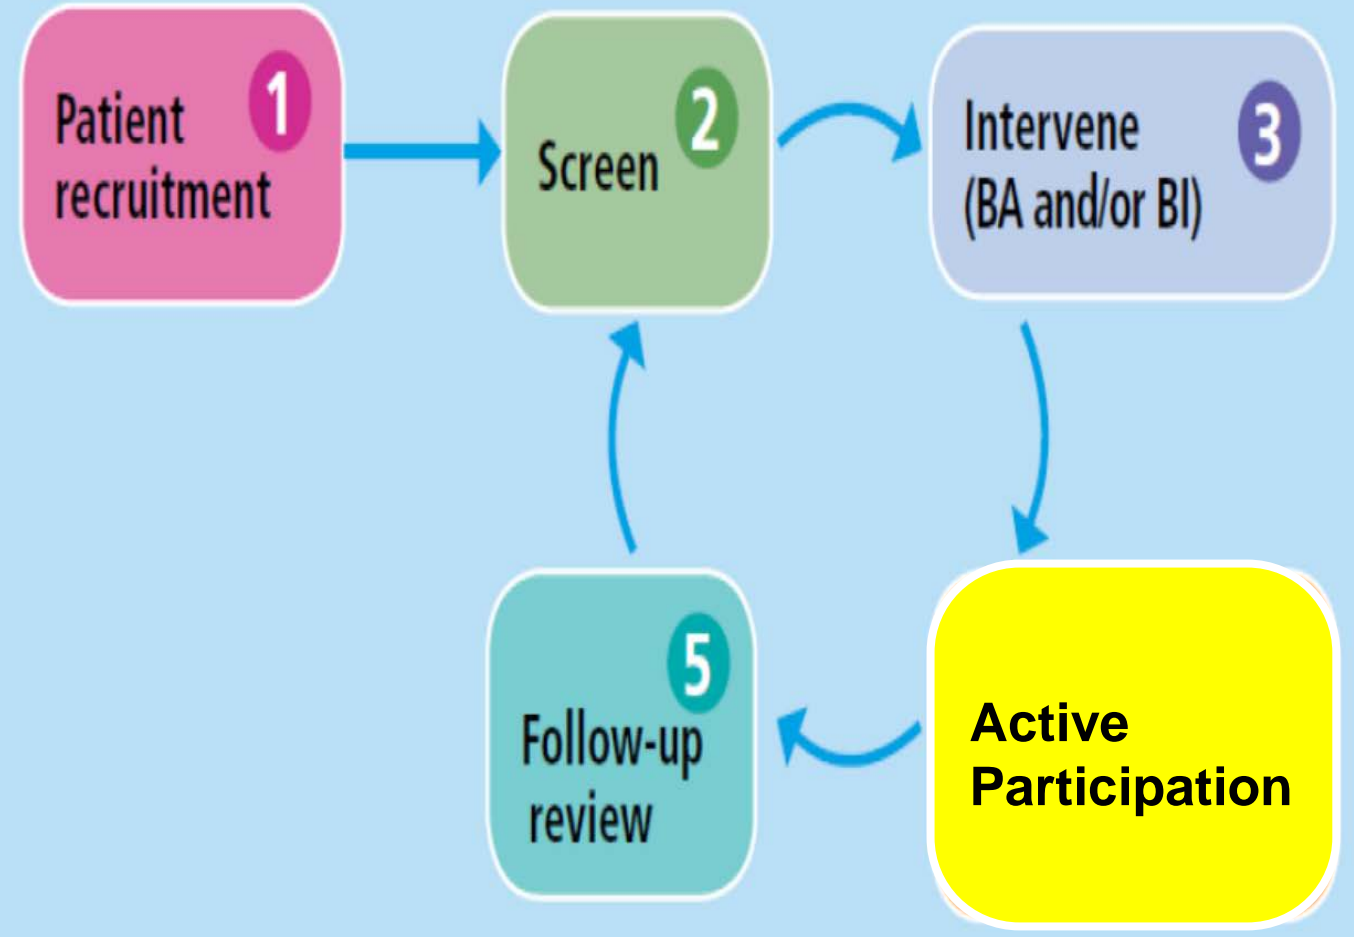 Patient
recruitment
1
Screen
2
Intervene
(BA and/or BI)
3
Active
Participation
5
Follow-up
review